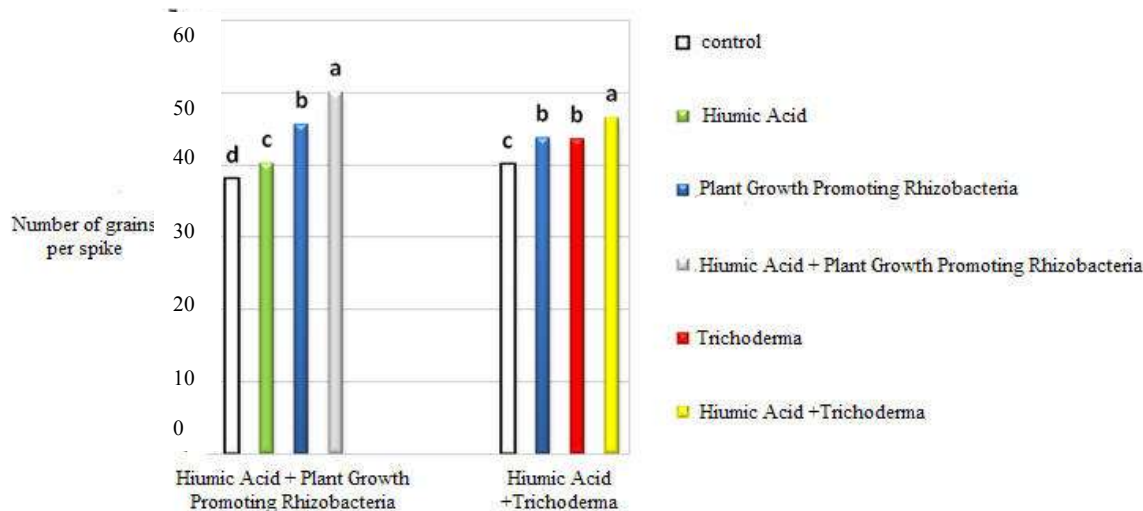 60
50
40
30
20
10
0
Number of grains
per spike
d
c
b
a
c
b
b
a
Hiumic Acid + Plant Growth
Promoting Rhizobacteria
Hiumic Acid
+Trichoderma
control
Hiumic Acid
Plant Growth Promoting Rhizobacteria
Hiumic Acid + Plant Growth Promoting Rhizobacteria
Trichoderma
Hiumic Acid +Trichoderma